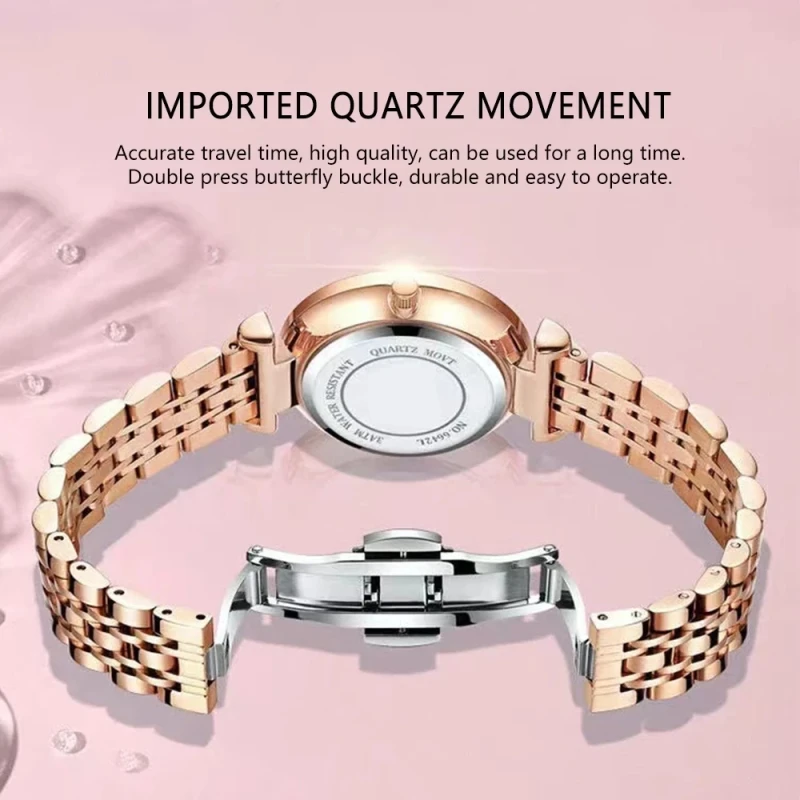 IMPORTED QUARTZ MOVEMENT
Accurate travel time, high quality, can be used for a long time.
Double press butterfly buckle, durable and easy to operate.
QUARTZ MOVT
3ATM WATER RESISTANT
NO.6642L